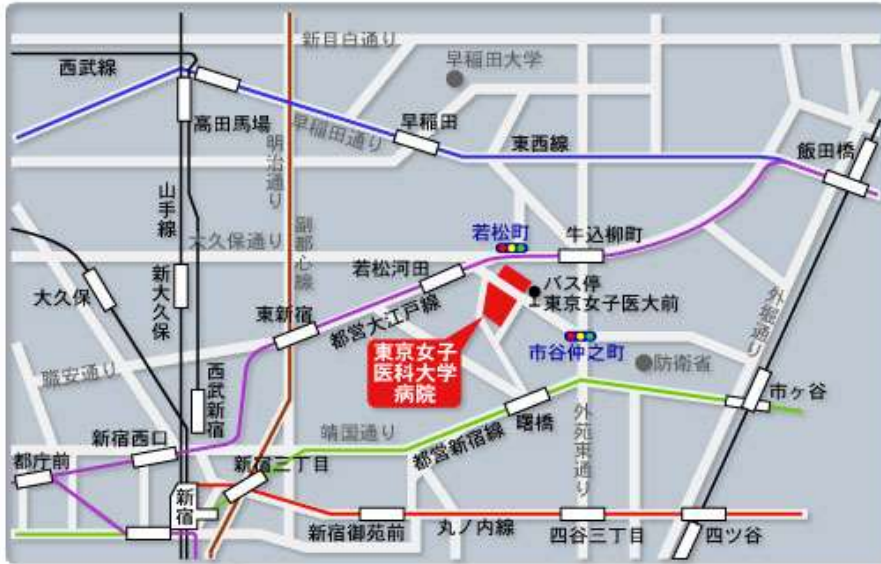 新目白通り
西武線
早稲田大学
高田馬場
早稲田通り
早稲田
東西線
飯田橋
明治通り
山手線
大久保通り
副都心線
若松町
牛込柳町
若松河田
バス停
東京女子医大前
大久保
新大久保
東新宿
都営大江戸線
外堀通り
東京女子
医科大学
病院
市谷仲之町
防衛省
職安通り
西武新宿
市ヶ谷
新宿西口
靖国通り
都営新宿線
曙橋
外苑東通り
都庁前
新宿三丁目
新宿
新宿御苑前
丸ノ内線
四谷三丁目
四ツ谷